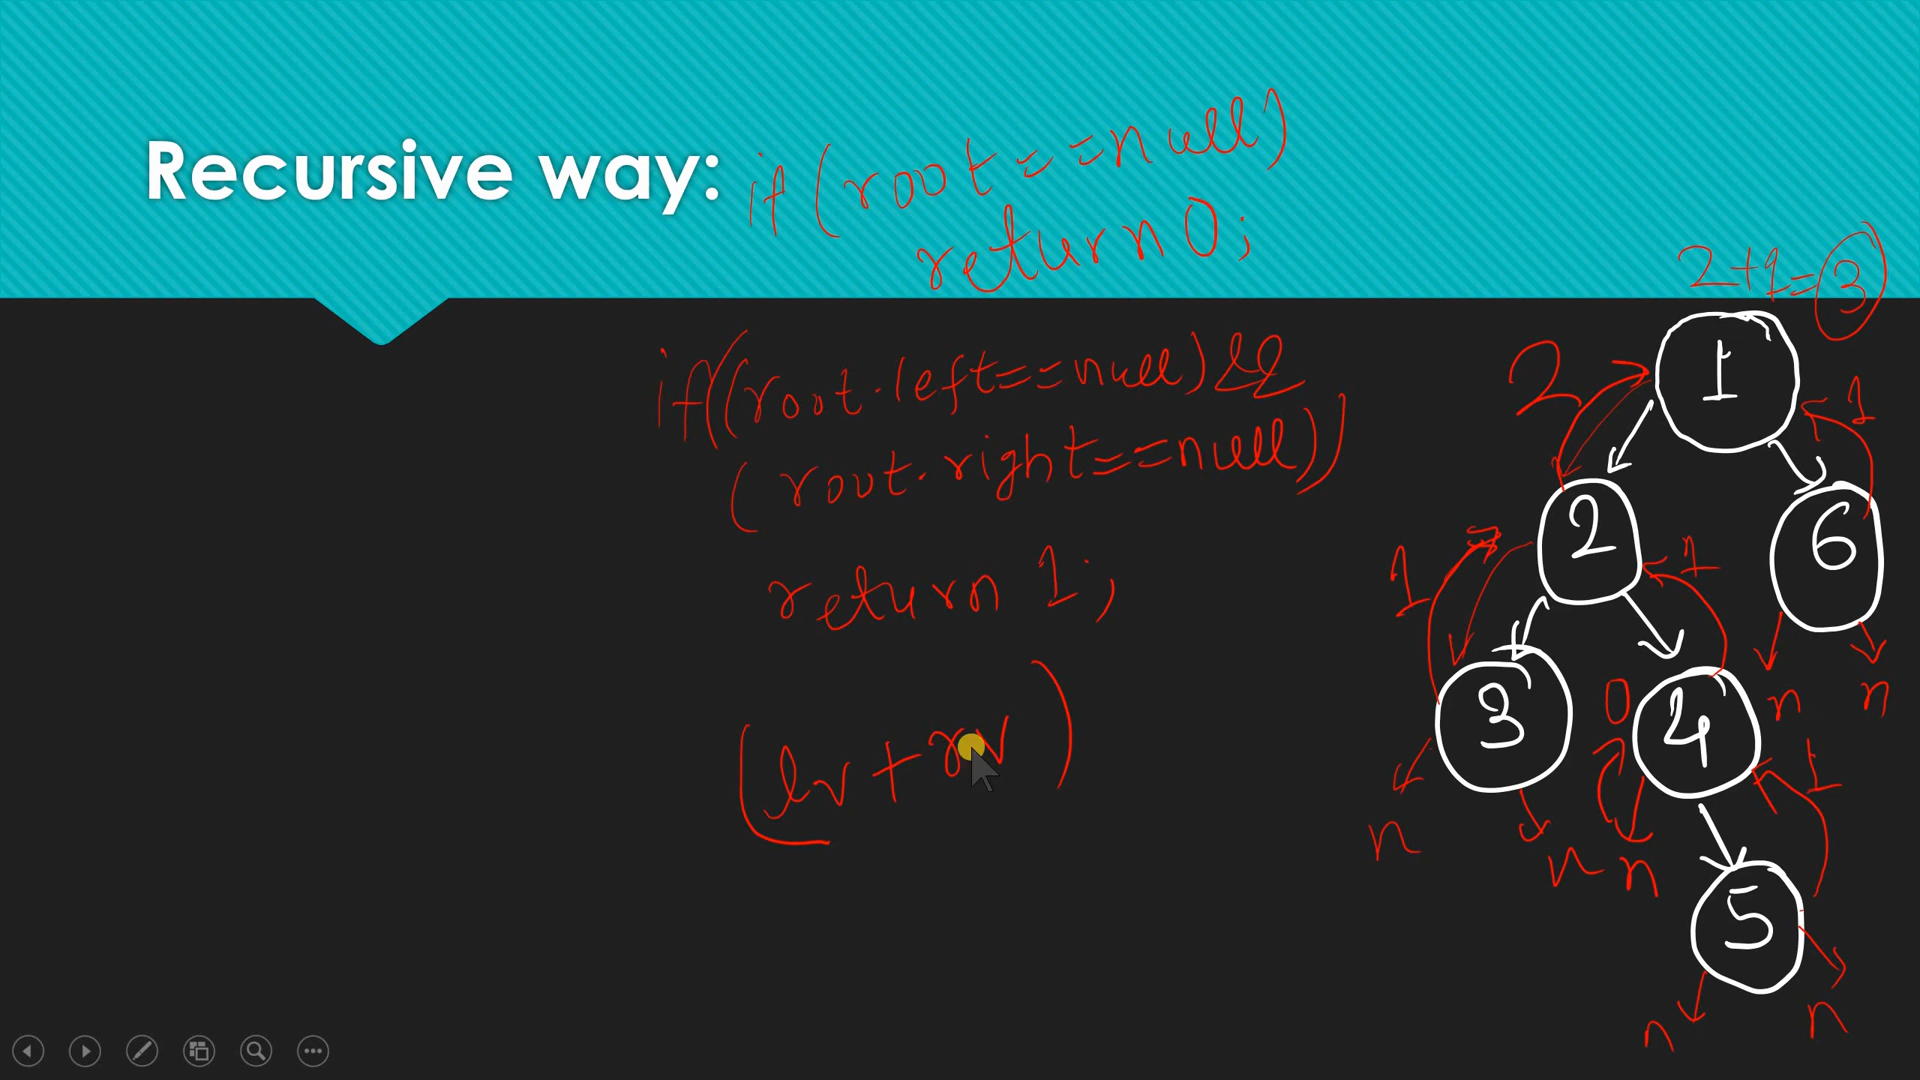 Recursive way:
if(root==null)
return 0;
if((root.left==null)&&
(root.right==null))
return 1;
(lv+rv)
2+1=3
1
2
1
2
6
1
1
3
0
4
n
n
1
n
n
n
5
n
n